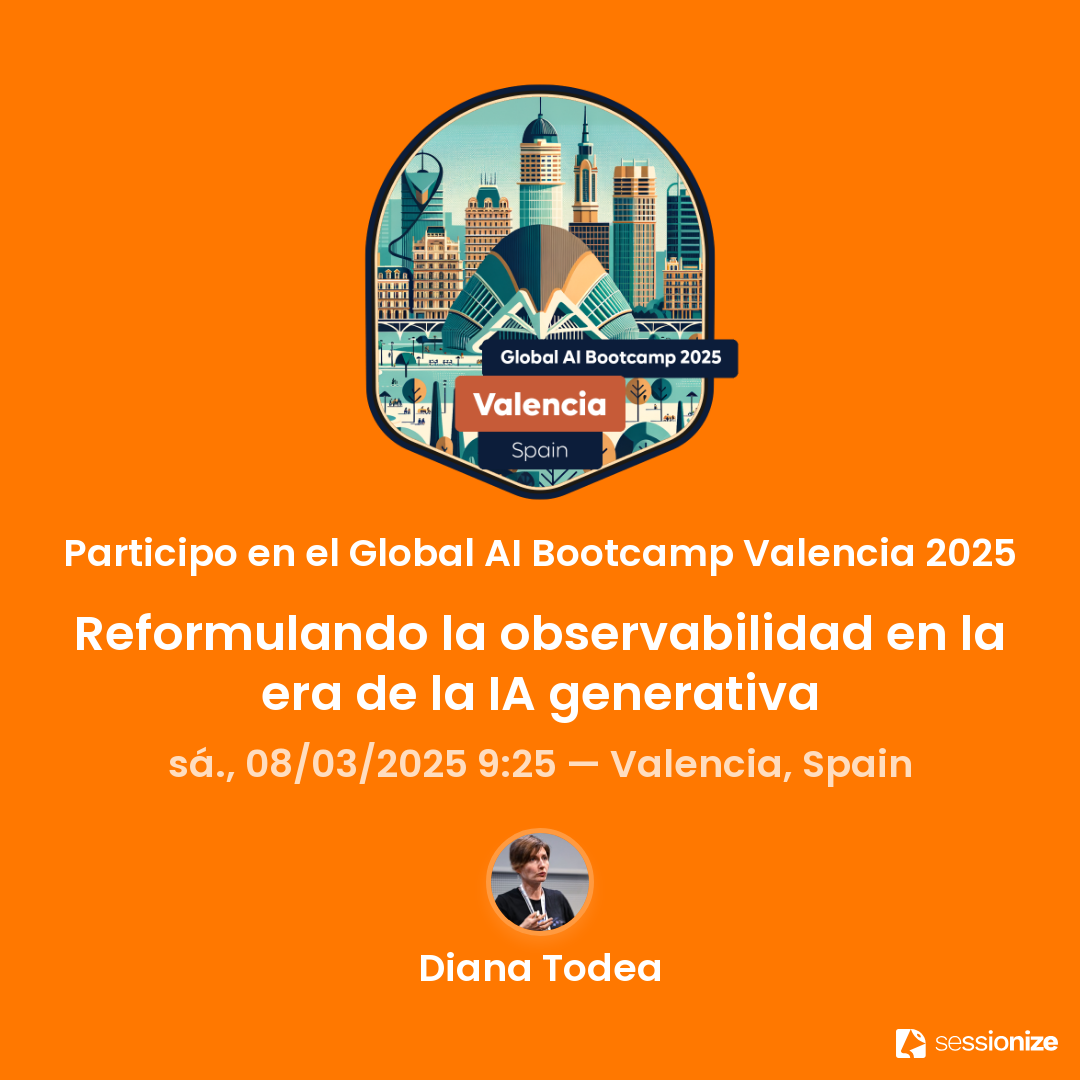 Global AI Bootcamp 2025
Valencia
Spain
Participo en el Global AI Bootcamp Valencia 2025
Reformulando la observabilidad en la
era de la IA generativa
sá., 08/03/2025 9:25 — Valencia, Spain
Diana Todea
sessionize